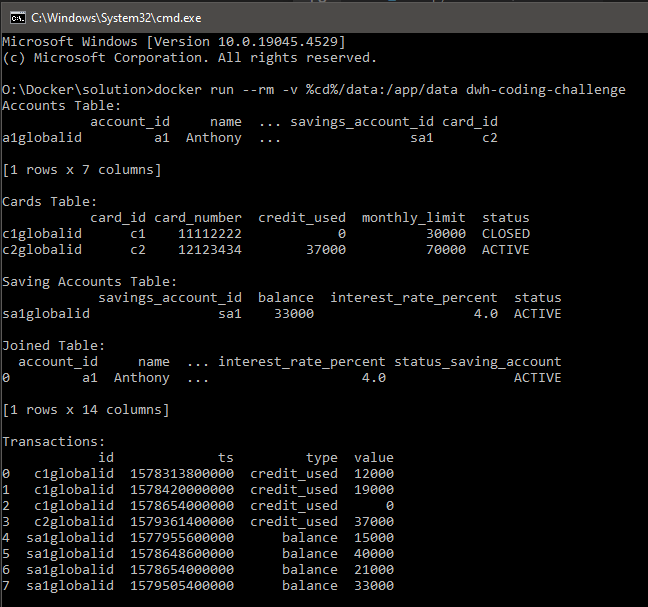 C:\Windows\System32\cmd.exe
Microsoft Windows [Version 10.0.19045.4529]
(c) Microsoft Corporation. All rights reserved.
O:\Docker\solution>docker run --rm -v %cd%/data:/app/data dwh-coding-challenge
Accounts Table:
account_id name ... savings_account_id card_id
a1globalid a1 Anthony ... sa1 c2
[1 rows x 7 columns]
Cards Table:
card_id card_number credit_used monthly_limit status
c1globalid c1 11112222 0 30000 CLOSED
c2globalid c2 12123434 37000 70000 ACTIVE
Saving Accounts Table:
savings_account_id balance interest_rate_percent status
sa1globalid sa1 33000 4.0 ACTIVE
Joined Table:
account_id name ... interest_rate_percent status_saving_account
0 a1 Anthony ... 4.0 ACTIVE
[1 rows x 14 columns]
Transactions:
id ts type value
0 c1globalid 1578313800000 credit_used 12000
1 c1globalid 1578420000000 credit_used 19000
2 c1globalid 1578654000000 credit_used 0
3 c2globalid 1579361400000 credit_used 37000
4 sa1globalid 1577955600000 balance 15000
5 sa1globalid 1578648600000 balance 40000
6 sa1globalid 1578654000000 balance 21000
7 sa1globalid 1579505400000 balance 33000